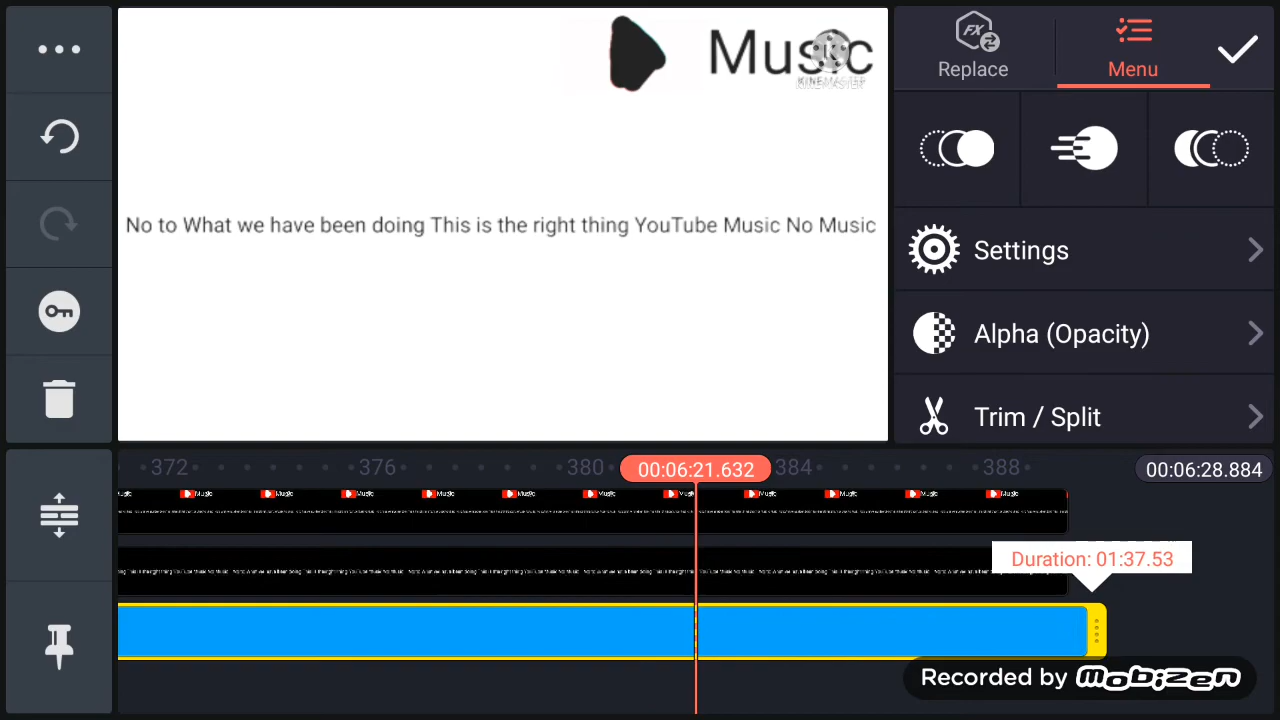 Music
KINEMASTER
No to What we have been doing This is the right thing YouTube Music No Music
FX
Replace
Menu
Settings
Alpha (Opacity)
Trim / Split
372
376
380
00:06:21.632
384
388
00:06:28.884
Duration: 01:37.53
Recorded by mobizen